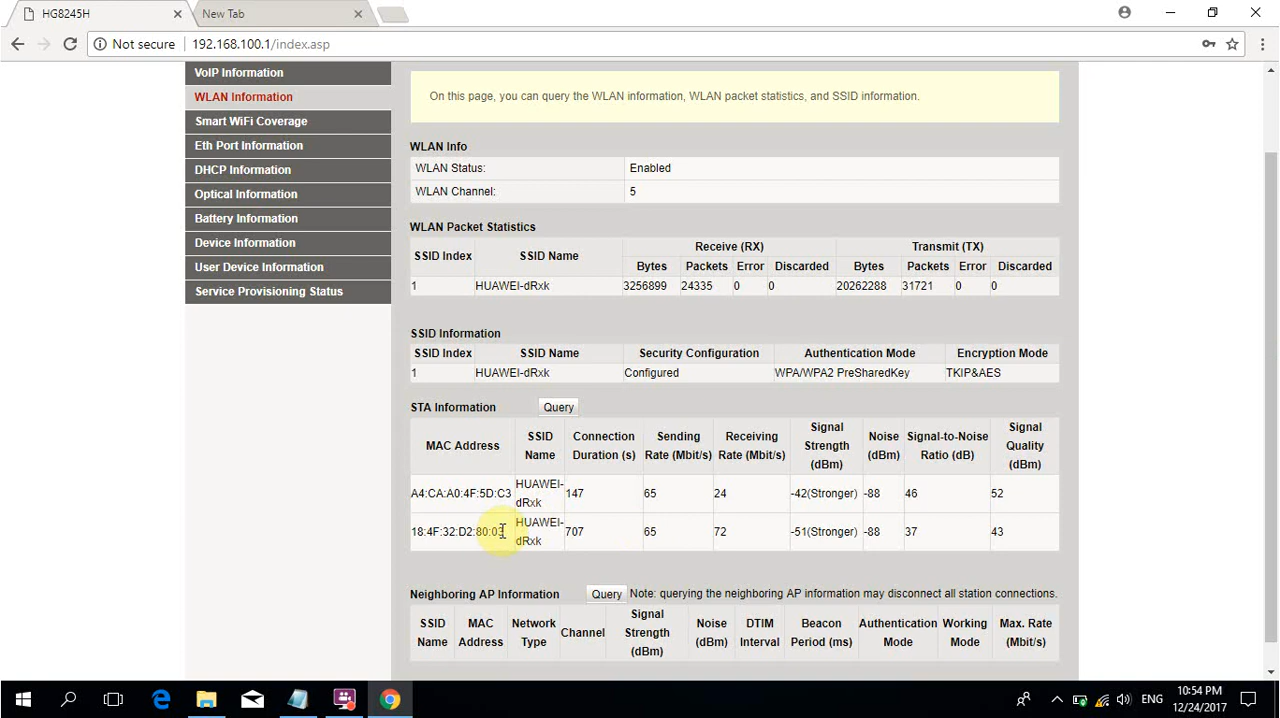 HG8245H
New Tab
Not secure
192.168.100.1/index.asp
VoIP Information
WLAN Information
Smart WiFi Coverage
Eth Port Information
DHCP Information
Optical Information
Battery Information
Device Information
User Device Information
Service Provisioning Status
On this page, you can query the WLAN information, WLAN packet statistics, and SSID information.
WLAN Info
WLAN Status: Enabled
WLAN Channel: 5
WLAN Packet Statistics
SSID Index SSID Name Receive (RX) Transmit (TX)
Bytes Packets Error Discarded Bytes Packets Error Discarded
1 HUAWEI-dRxk 3256899 24335 0 0 20262288 31721 0 0
SSID Information
SSID Index SSID Name Security Configuration Authentication Mode Encryption Mode
1 HUAWEI-dRxk Configured WPA/WPA2 PreSharedKey TKIP&AES
STA Information Query
MAC Address SSID Name Connection Duration (s) Sending Rate (Mbit/s) Receiving Rate (Mbit/s) Signal Strength (dBm) Noise (dBm) Signal-to-Noise Ratio (dB) Signal Quality (dBm)
A4:CA:A0:4F:5D:C3 HUAWEI-dRxk 147 65 24 -42(Stronger) -88 46 52
18:4F:32:D2:80: HUAWEI-dRxk 707 65 72 -51(Stronger) -88 37 43
Neighboring AP Information Query Note: querying the neighboring AP information may disconnect all station connections.
SSID Name MAC Address Network Type Channel Signal Strength (dBm) Noise (dBm) DTIM Interval Beacon Period (ms) Authentication Mode Working Mode Max. Rate (Mbit/s)
ENG
10:54 PM
12/24/2017